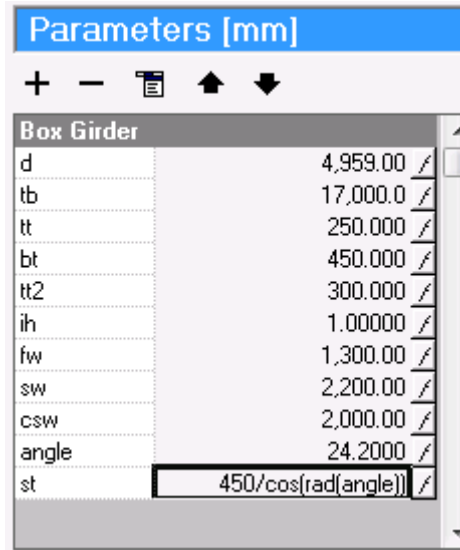 Parameters [mm]
Box Girder
d 4,959.00 f
tb 17,000.0 f
tt 250.000 f
bt 450.000 f
tt2 300.000 f
ih 1.00000 f
fw 1,300.00 f
sw 2,200.00 f
csw 2,000.00 f
angle 24.2000 f
st 450/cos(rad(angle)) f